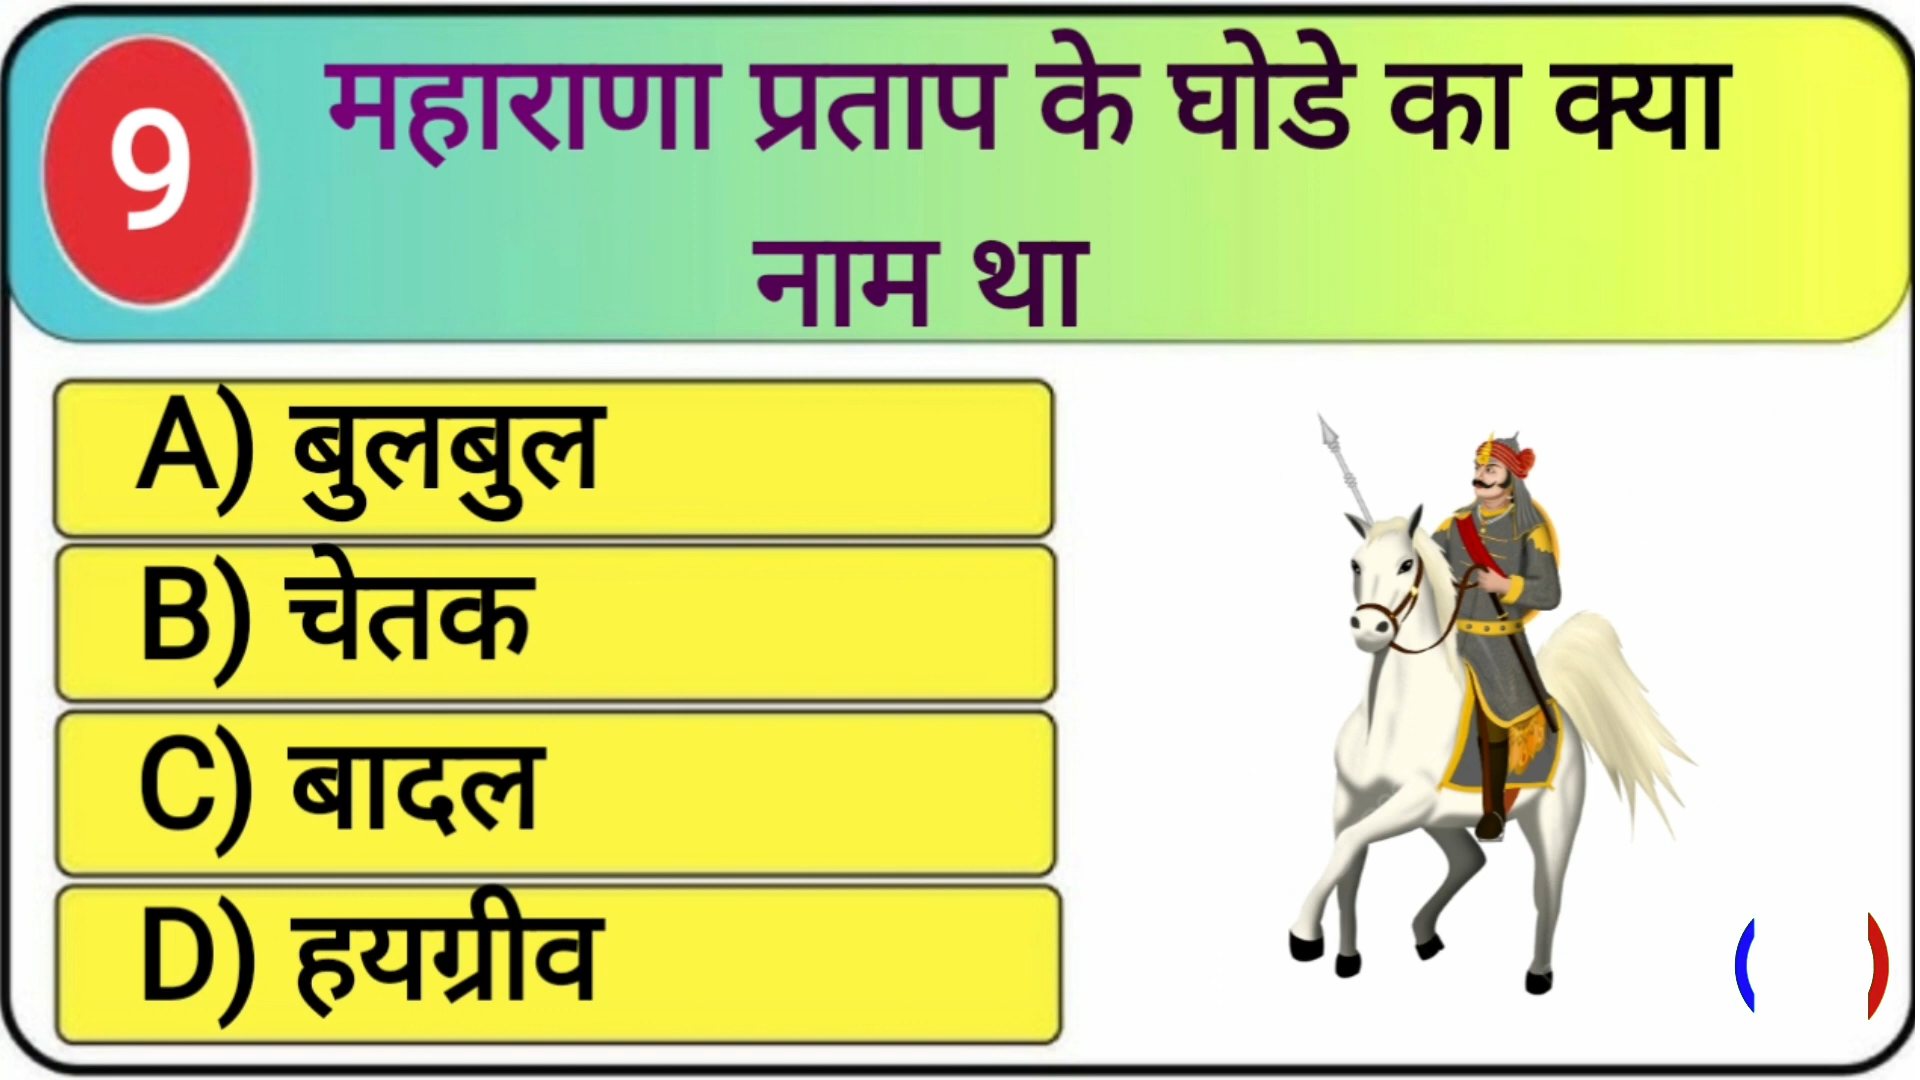 9
महाराणा प्रताप के घोडे का क्या
नाम था
A) बुलबुल
B) चेतक
C) बादल
D) हयग्रीव
( )